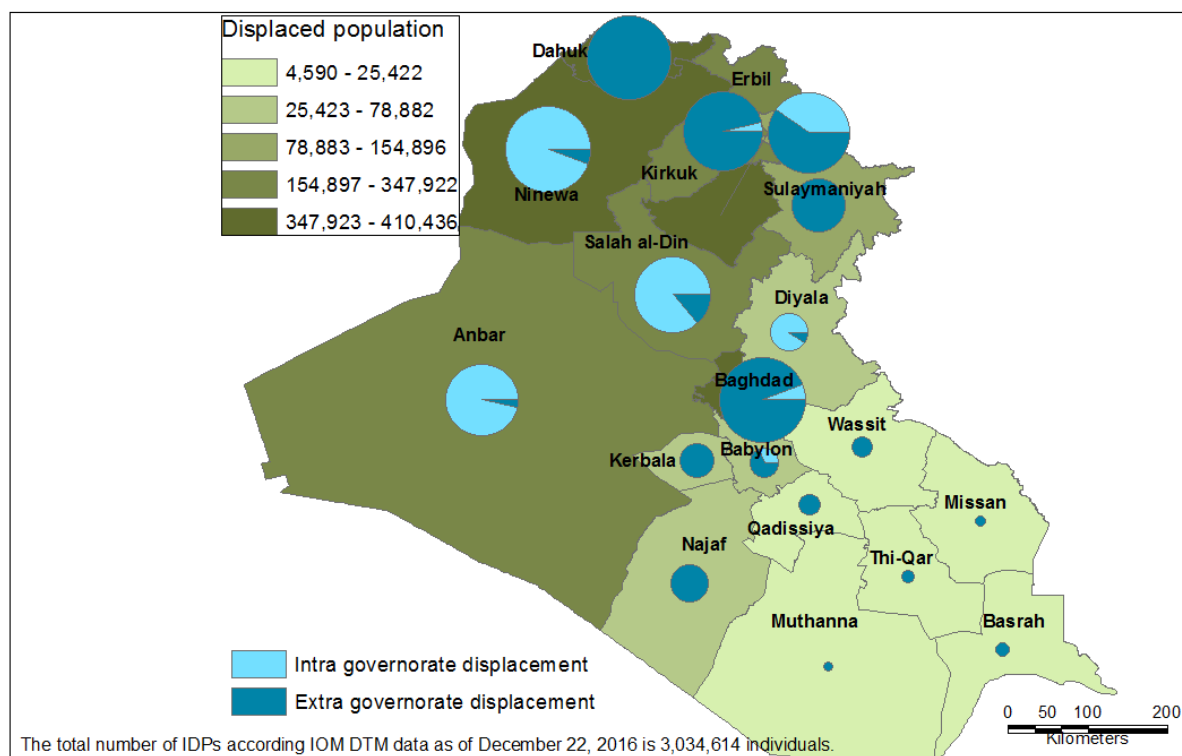 Displaced population
4,590 - 25,422
25,423 - 78,882
78,883 - 154,896
154,897 - 347,922
347,923 - 410,436
Dahuk
Erbil
Ninewa
Kirkuk
Sulaymaniyah
Salah al-Din
Diyala
Anbar
Baghdad
Wassit
Kerbala
Babylon
Missan
Qadissiya
Najaf
Thi-Qar
Muthanna
Basrah
Intra governorate displacement
Extra governorate displacement
0 50 100 200
Kilometers
The total number of IDPs according IOM DTM data as of December 22, 2016 is 3,034,614 individuals.